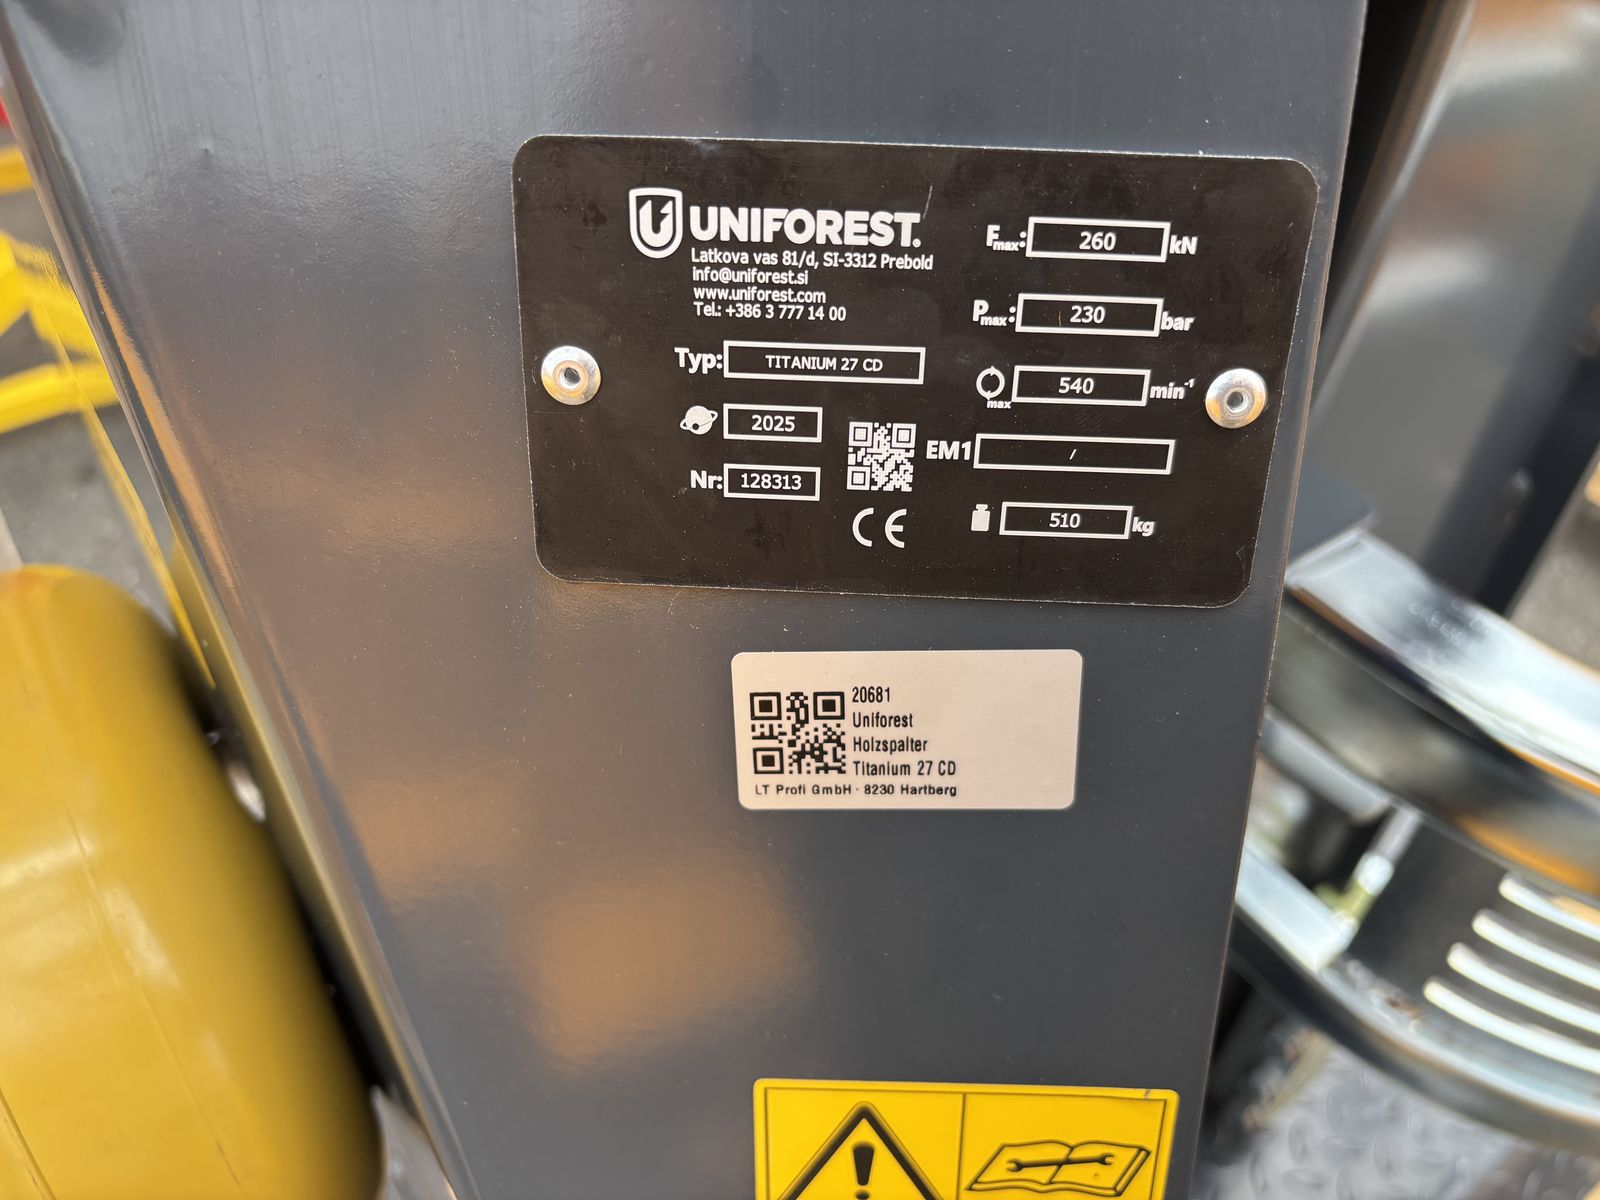 UNIFOREST.
Latkova vas 81/d, SI-3312 Prebold
info@uniforest.si
www.uniforest.com
Tel.: +386 3 777 14 00
Typ: TITANIUM 27 CD
2025
Nr: 128313
CE
Fmax: 260 kN
Pmax: 230 bar
max 540 min⁻¹
EM1 /
510 kg
20681
Uniforest
Holzspalter
Titanium 27 CD
LT Profi GmbH · 8230 Hartberg